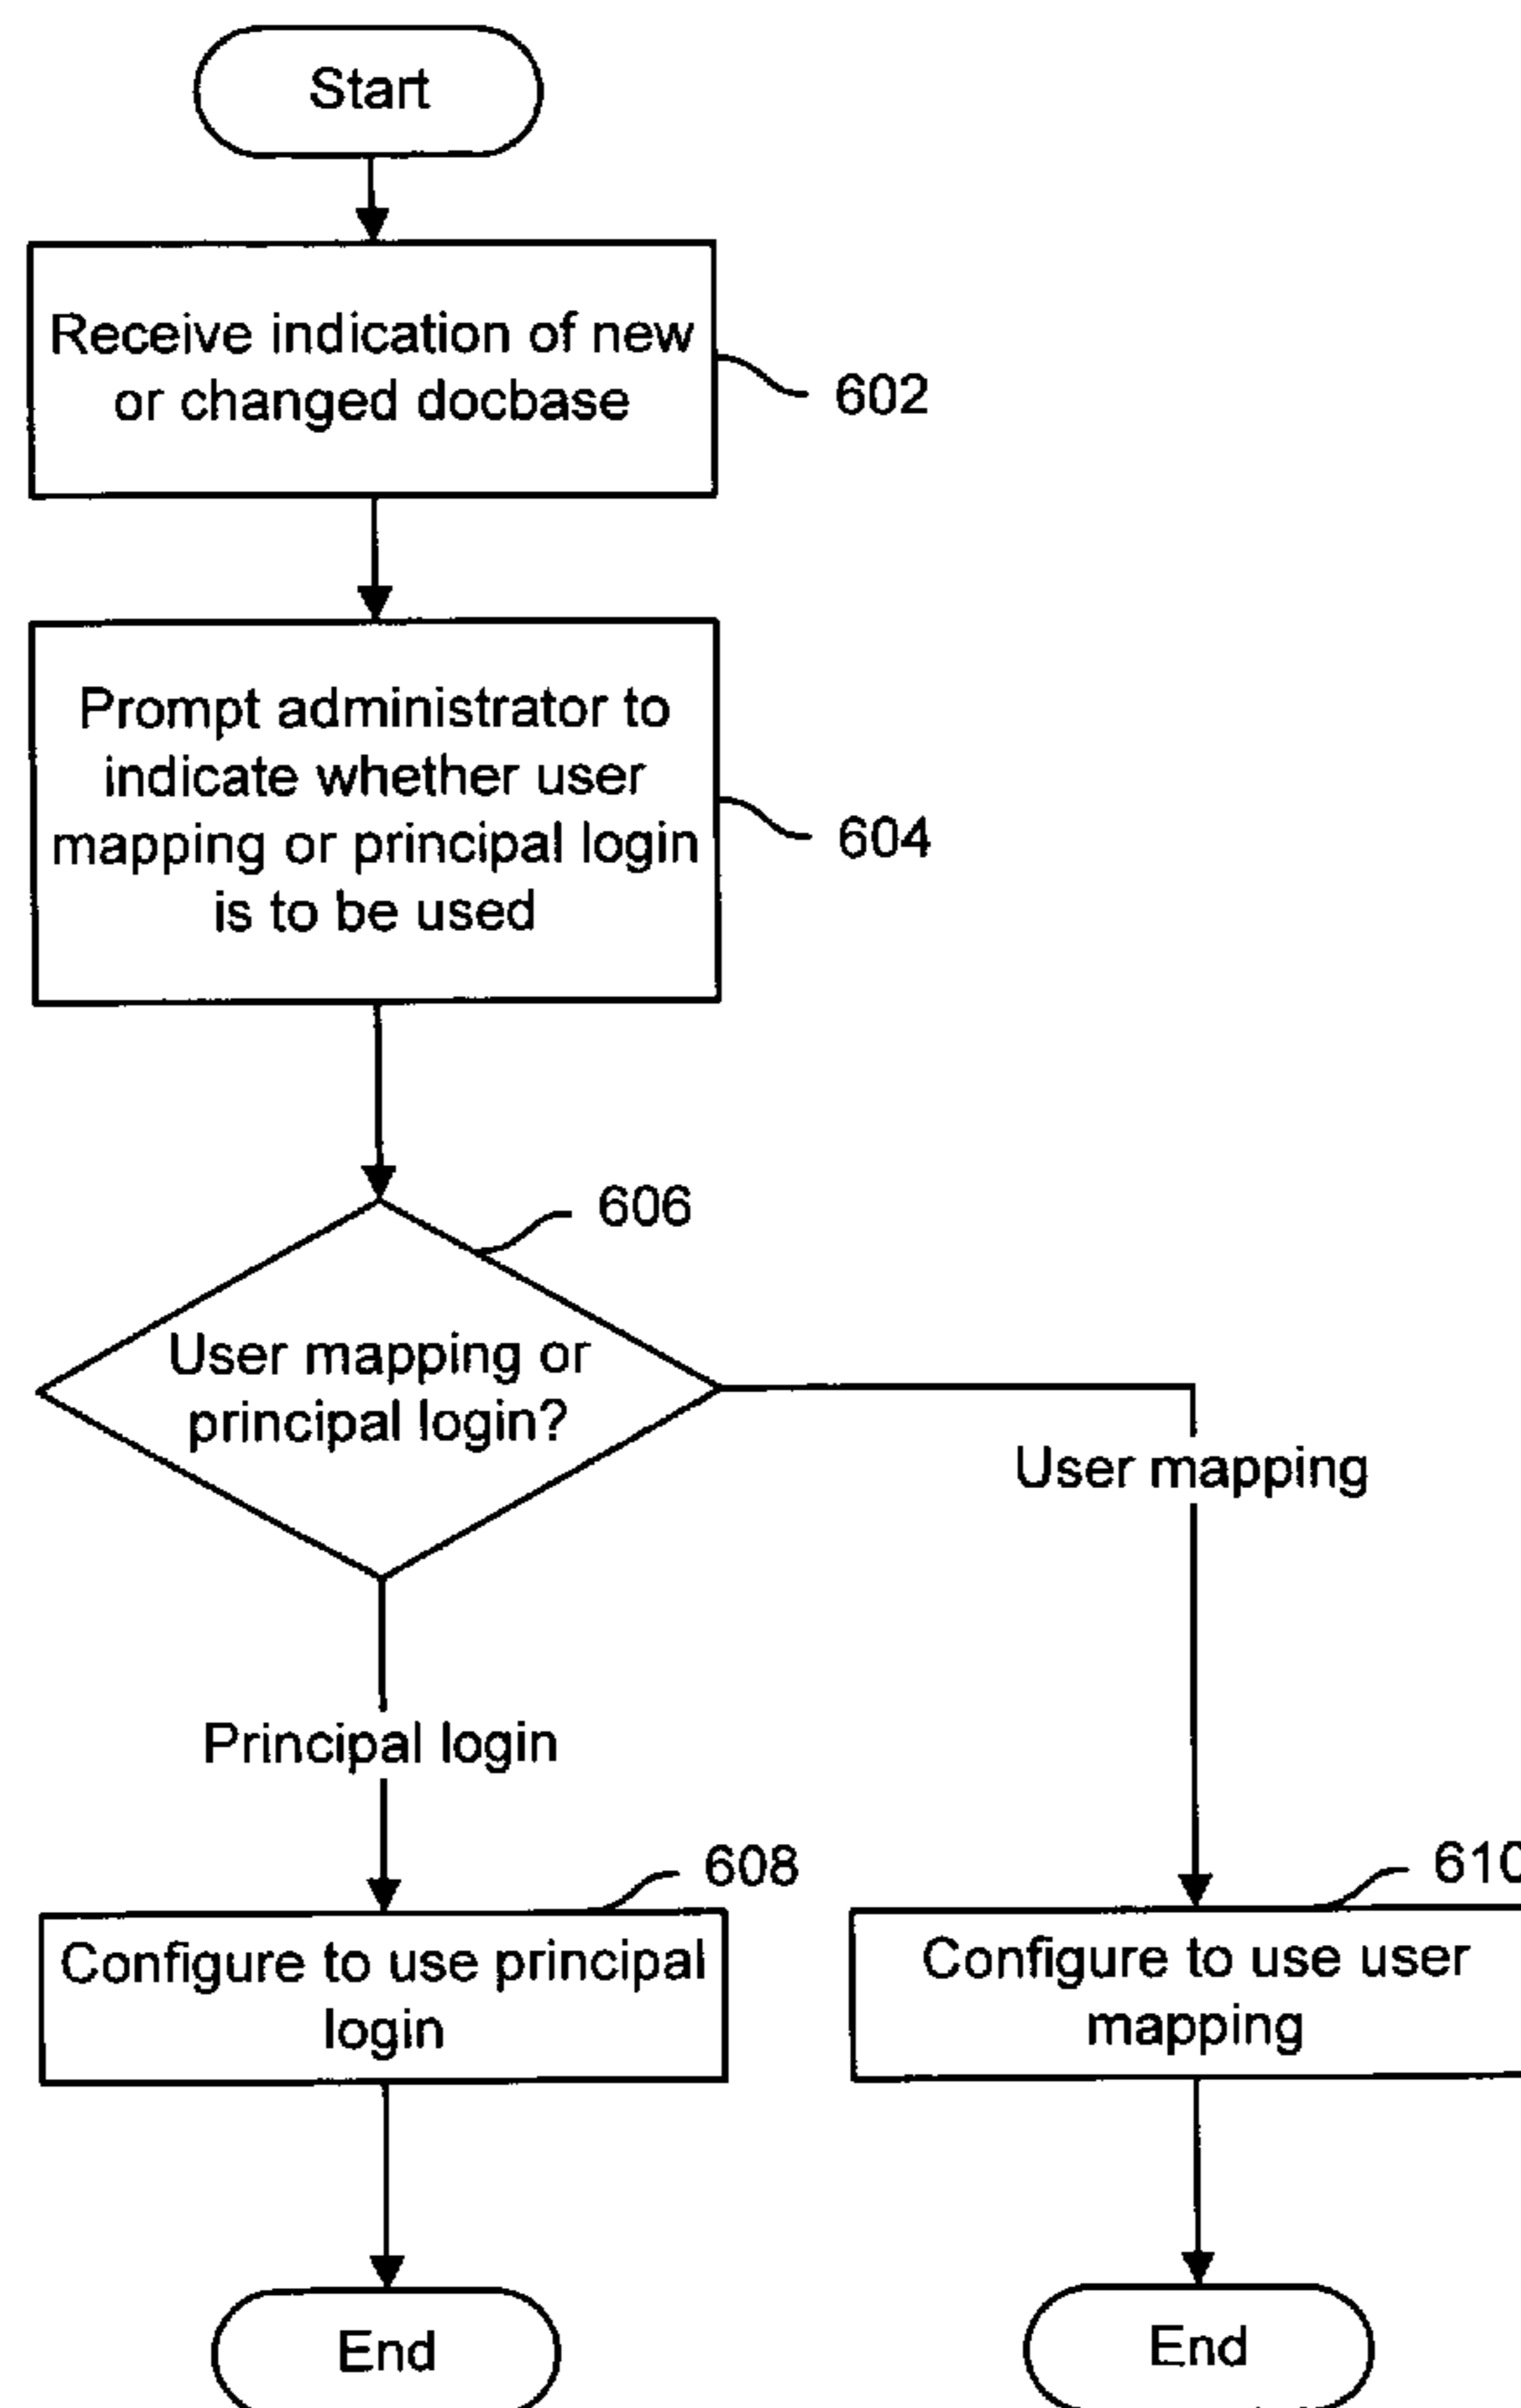 Start
Receive indication of new
or changed docbase
602
Prompt administrator to
indicate whether user
mapping or principal login
is to be used
604
606
User mapping or
principal login?
User mapping
Principal login
608
Configure to use principal
login
610
Configure to use user
mapping
End
End